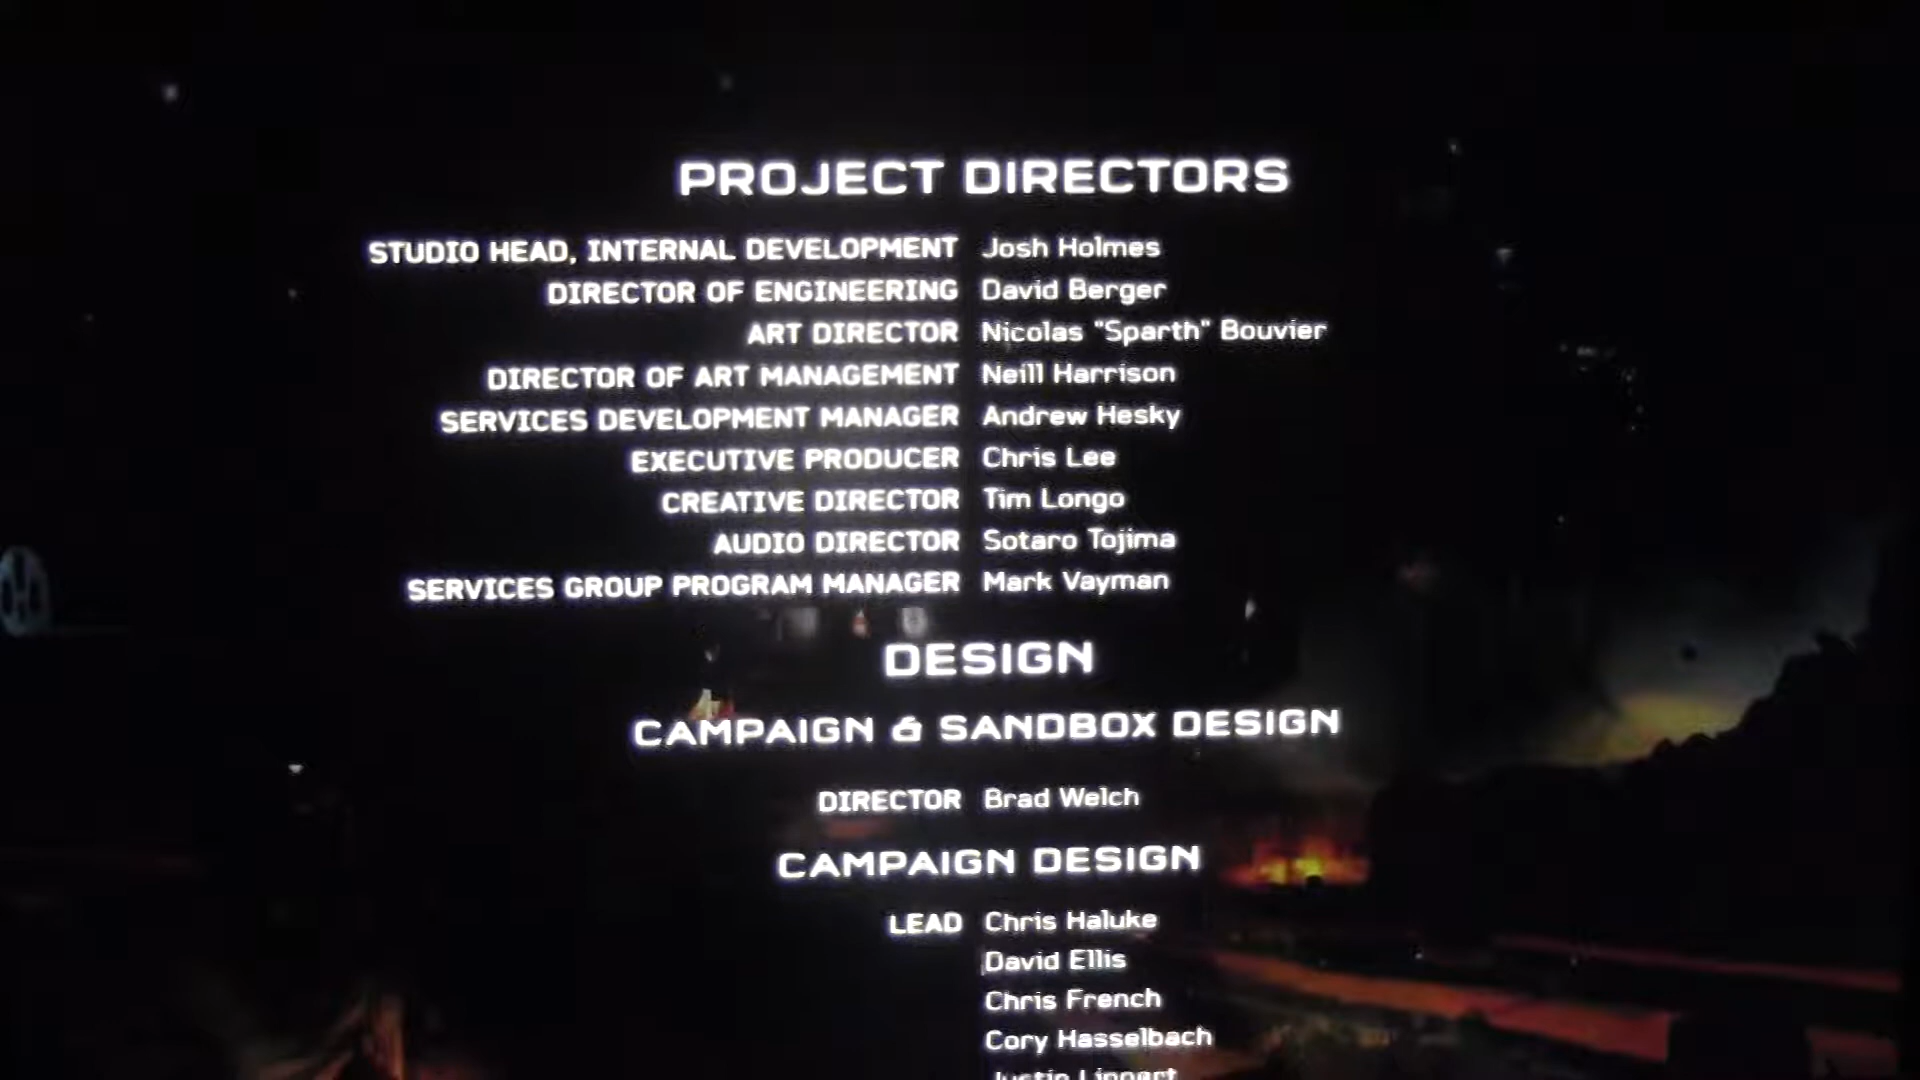 PROJECT DIRECTORS
STUDIO HEAD, INTERNAL DEVELOPMENT Josh Holmes
DIRECTOR OF ENGINEERING David Berger
ART DIRECTOR Nicolas "Sparth" Bouvier
DIRECTOR OF ART MANAGEMENT Neill Harrison
SERVICES DEVELOPMENT MANAGER Andrew Hesky
EXECUTIVE PRODUCER Chris Lee
CREATIVE DIRECTOR Tim Longo
AUDIO DIRECTOR Sotaro Tojima
SERVICES GROUP PROGRAM MANAGER Mark Vayman
DESIGN
CAMPAIGN & SANDBOX DESIGN
DIRECTOR Brad Welch
CAMPAIGN DESIGN
LEAD Chris Haluke
David Ellis
Chris French
Cory Hasselbach
Justin